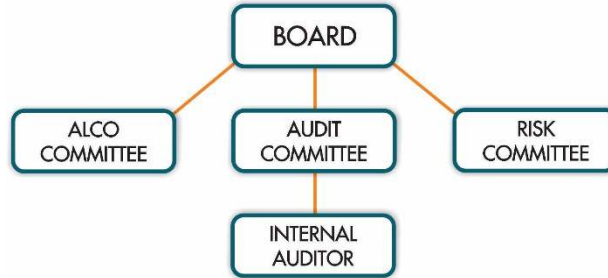 BOARD
ALCO
COMMITTEE
AUDIT
COMMITTEE
RISK
COMMITTEE
INTERNAL
AUDITOR